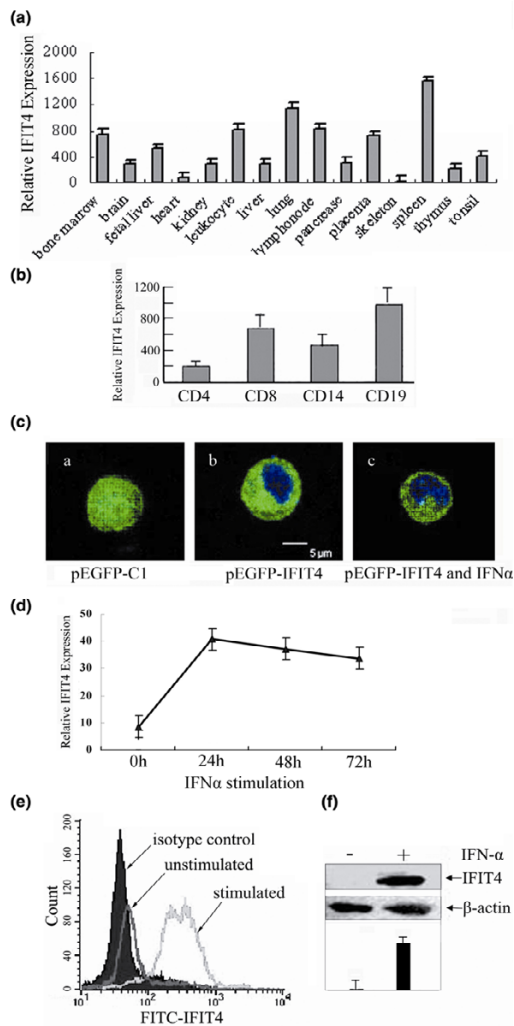 (a)
Relative IFIT4 Expression
2000
1600
1200
800
400
0
bone marrow
brain
fetal liver
heart
kidney
leukocyte
liver
lung
lymphonode
pancrease
placenta
skeleton
spleen
thymus
tonsil
(b)
Relative IFIT4 Expression
1200
800
400
0
CD4 CD8 CD14 CD19
(c)
a b c
5 µm
pEGFP-C1 pEGFP-IFIT4 pEGFP-IFIT4 and IFNα
(d)
Relative IFIT4 Expression
50
40
30
20
10
0
0h 24h 48h 72h
IFNα stimulation
(e)
Count
200
160
120
80
40
0
isotype control
unstimulated
stimulated
10¹ 10² 10³ 10⁴
FITC-IFIT4
(f)
- + IFN-α
IFIT4
β-actin